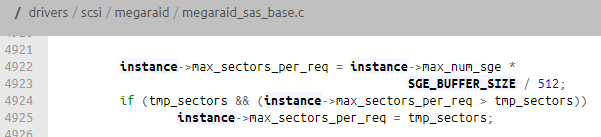 / drivers / scsi / megaraid / megaraid_sas_base.c
4921
4922 instance->max_sectors_per_req = instance->max_num_sge *
4923 SGE_BUFFER_SIZE / 512;
4924 if (tmp_sectors && (instance->max_sectors_per_req > tmp_sectors))
4925 instance->max_sectors_per_req = tmp_sectors;
4926